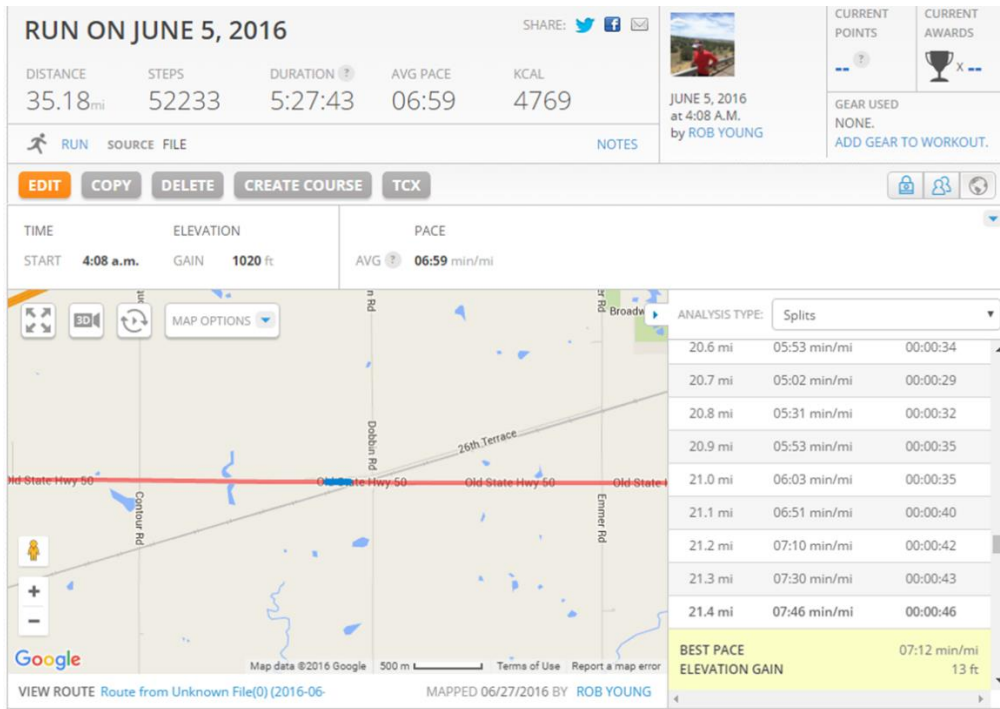 RUN ON JUNE 5, 2016
SHARE:
DISTANCE STEPS DURATION ? AVG PACE KCAL
35.18mi 52233 5:27:43 06:59 4769
RUN SOURCE FILE NOTES
JUNE 5, 2016
at 4:08 A.M.
by ROB YOUNG
CURRENT POINTS
-- ?
CURRENT AWARDS
x --
GEAR USED
NONE.
ADD GEAR TO WORKOUT.
EDIT COPY DELETE CREATE COURSE TCX
TIME ELEVATION PACE
START 4:08 a.m. GAIN 1020 ft AVG ? 06:59 min/mi
3D MAP OPTIONS
n Rd
er Rd
Broadw
Dobbin Rd
26th Terrace
Old State Hwy 50
Old State Hwy 50
Old State Hwy 50
Old State H
Contour Rd
Emmer Rd
+
−
Google
Map data ©2016 Google 500 m Terms of Use Report a map error
VIEW ROUTE Route from Unknown File(0) (2016-06- MAPPED 06/27/2016 BY ROB YOUNG
ANALYSIS TYPE: Splits
20.6 mi 05:53 min/mi 00:00:34
20.7 mi 05:02 min/mi 00:00:29
20.8 mi 05:31 min/mi 00:00:32
20.9 mi 05:53 min/mi 00:00:35
21.0 mi 06:03 min/mi 00:00:35
21.1 mi 06:51 min/mi 00:00:40
21.2 mi 07:10 min/mi 00:00:42
21.3 mi 07:30 min/mi 00:00:43
21.4 mi 07:46 min/mi 00:00:46
BEST PACE 07:12 min/mi
ELEVATION GAIN 13 ft